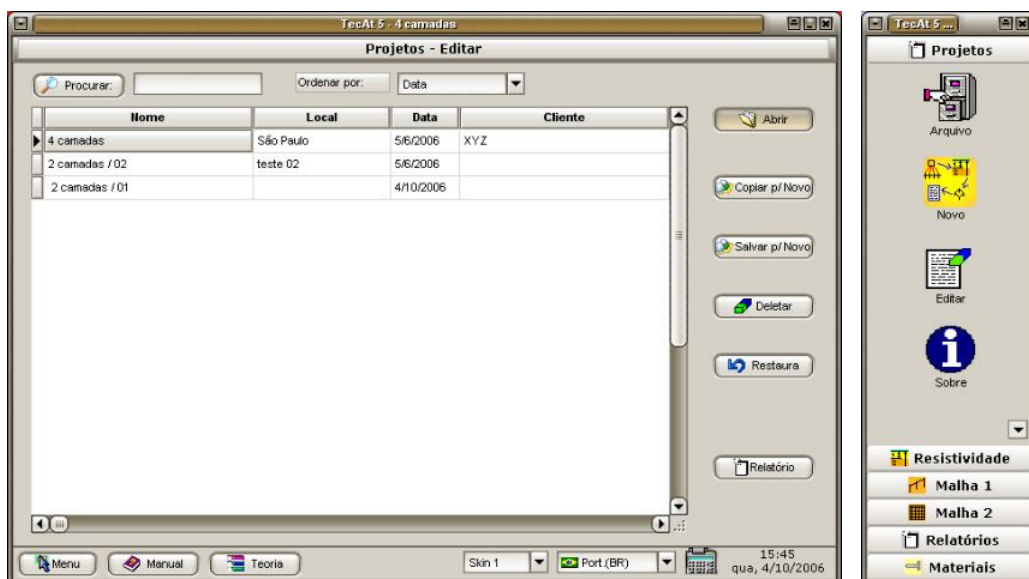 TecAt 5 - 4 camadas
Projetos - Editar
Procurar:
Ordenar por:
Data
Nome Local Data Cliente
4 camadas São Paulo 5/6/2006 XYZ
2 camadas / 02 teste 02 5/6/2006
2 camadas / 01 4/10/2006
Abrir
Copiar p/ Novo
Salvar p/ Novo
Deletar
Restaura
Relatório
Menu
Manual
Teoria
Skin 1
Port.(BR)
15:45
qua, 4/10/2006
TecAt 5 ...
Projetos
Arquivo
Novo
Editar
Sobre
Resistividade
Malha 1
Malha 2
Relatórios
Materiais